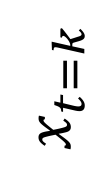 x_t = k